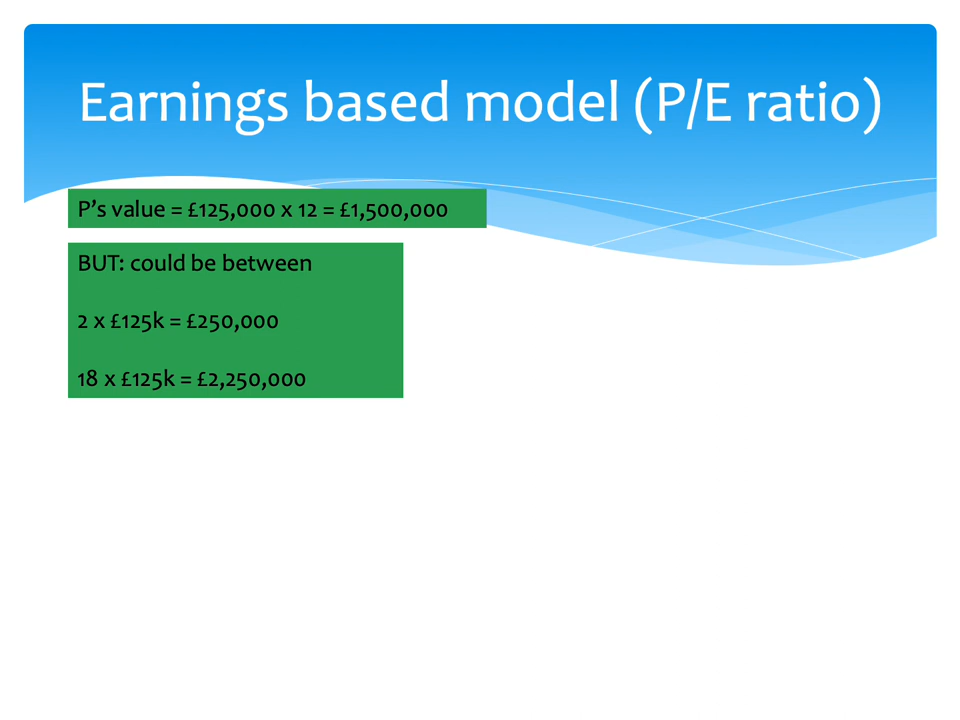 Earnings based model (P/E ratio)
P’s value = £125,000 x 12 = £1,500,000
BUT: could be between
2 x £125k = £250,000
18 x £125k = £2,250,000